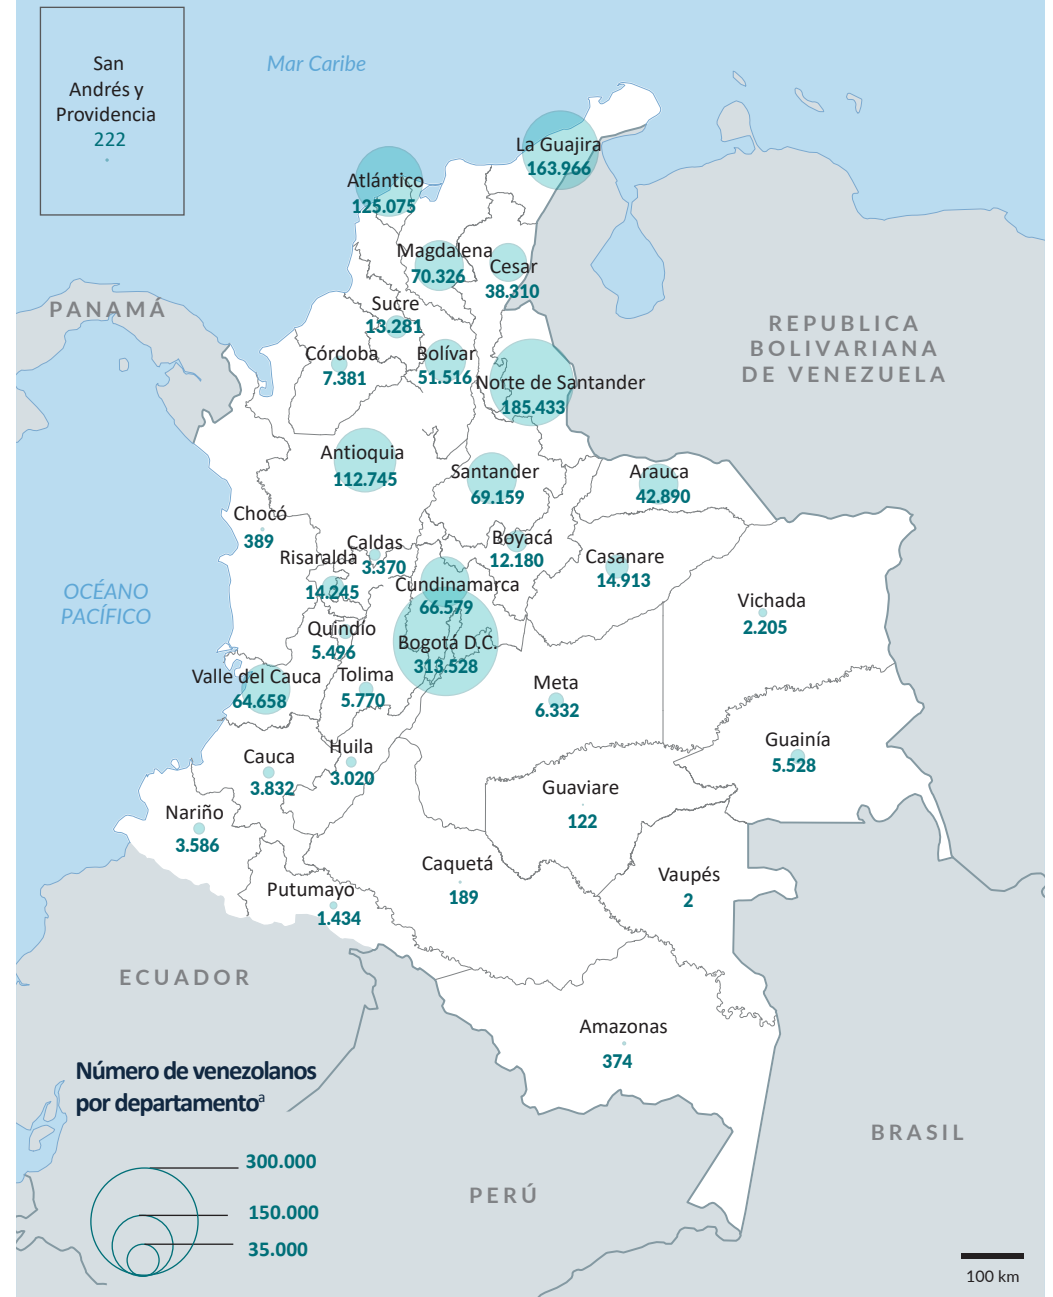 San
Andrés y
Providencia
222
Mar Caribe
La Guajira
163.966
Atlántico
125.075
Magdalena
70.326
Cesar
38.310
Sucre
13.281
PANAMÁ
REPUBLICA
BOLIVARIANA
DE VENEZUELA
Córdoba
7.381
Bolívar
51.516
Norte de Santander
185.433
Antioquia
112.745
Santander
69.159
Arauca
42.890
Chocó
389
Caldas
3.370
Boyacá
12.180
Risaralda
14.245
Casanare
14.913
Cundinamarca
66.579
OCÉANO
PACÍFICO
Vichada
2.205
Quindío
5.496
Bogotá D.C.
313.528
Valle del Cauca
64.658
Tolima
5.770
Meta
6.332
Guainía
5.528
Cauca
3.832
Huila
3.020
Guaviare
122
Nariño
3.586
Caquetá
189
Vaupés
2
Putumayo
1.434
ECUADOR
Amazonas
374
Número de venezolanos
por departamentoª
BRASIL
300.000
150.000
35.000
PERÚ
100 km